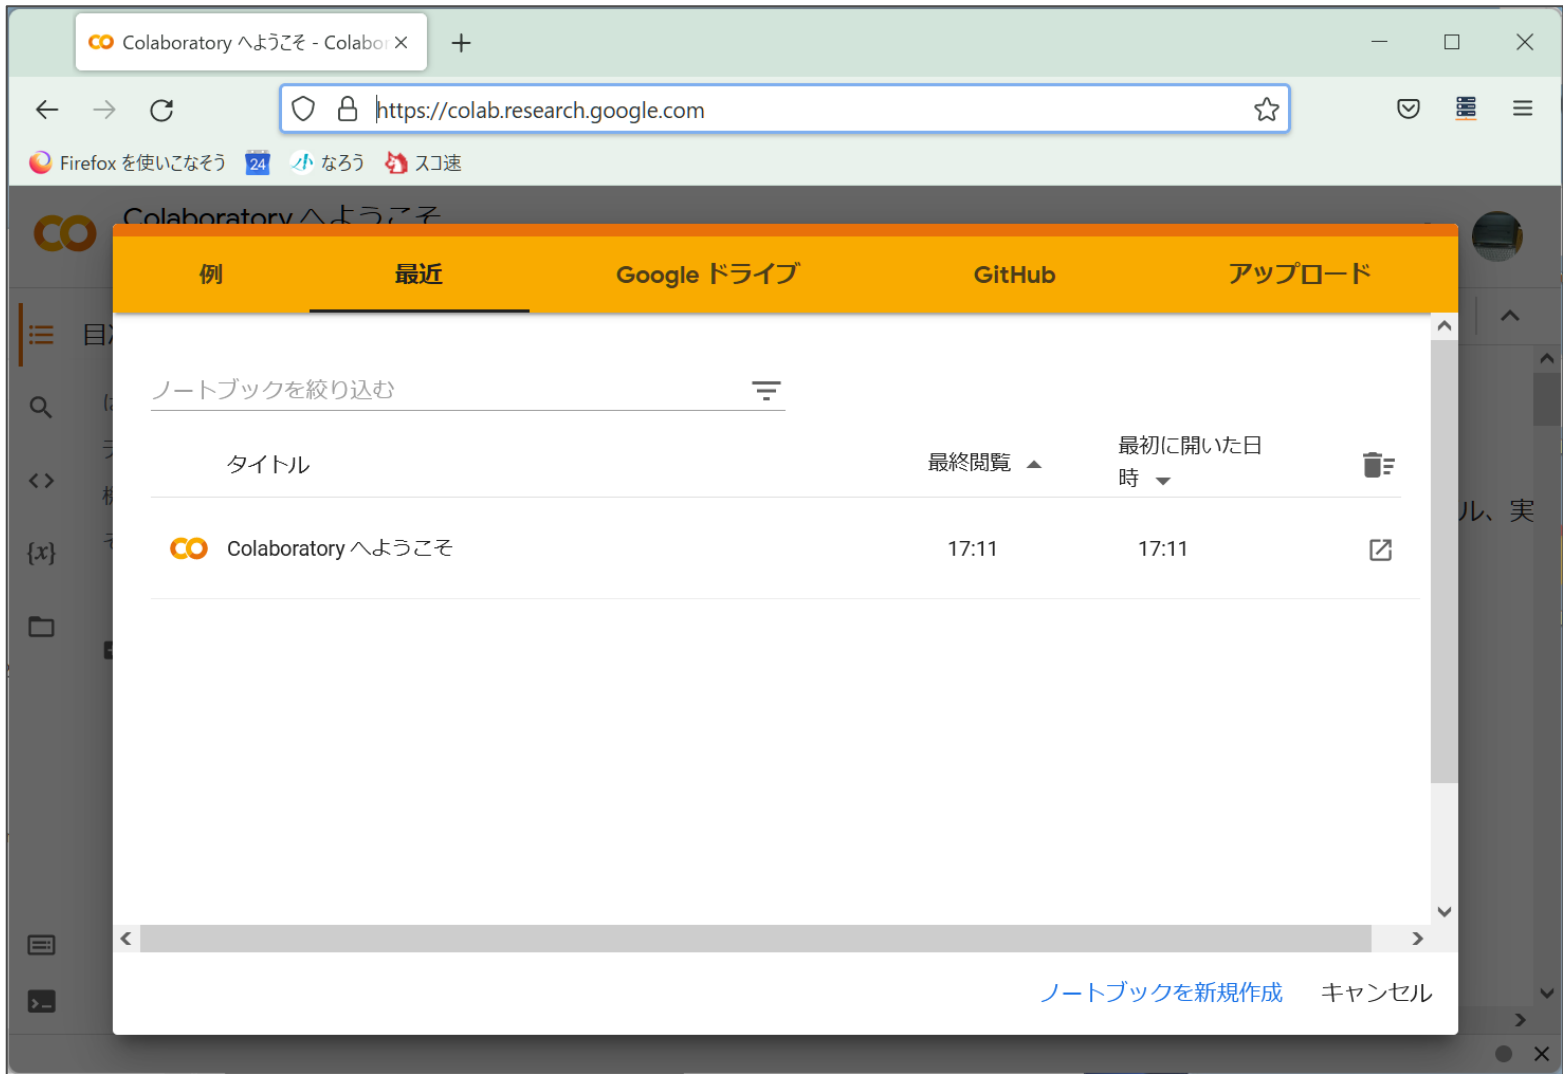 Colaboratory へようこそ - Colabor
https://colab.research.google.com
Firefox を使いこなそう 24 小 なろう スコ速
Colaboratory へようこそ
例 最近 Google ドライブ GitHub アップロード
目
ノートブックを絞り込む
タイトル 最終閲覧 ▲ 最初に開いた日
時 ▼
ル、実
Colaboratory へようこそ 17:11 17:11
{x}
ノートブックを新規作成 キャンセル